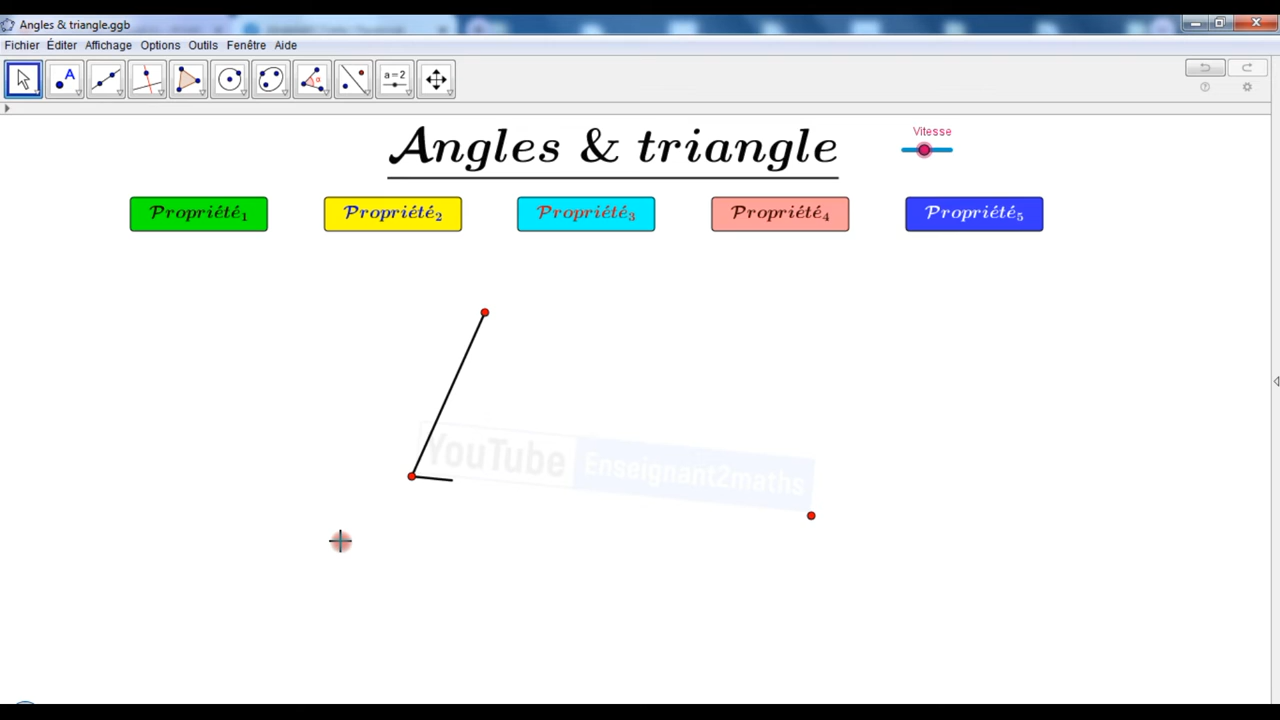 Angles & triangle.ggb
Fichier Éditer Affichage Options Outils Fenêtre Aide
A
α
a=2
Angles & triangle
Vitesse
Propriété1 Propriété2 Propriété3 Propriété4 Propriété5
YouTube Enseignant2maths